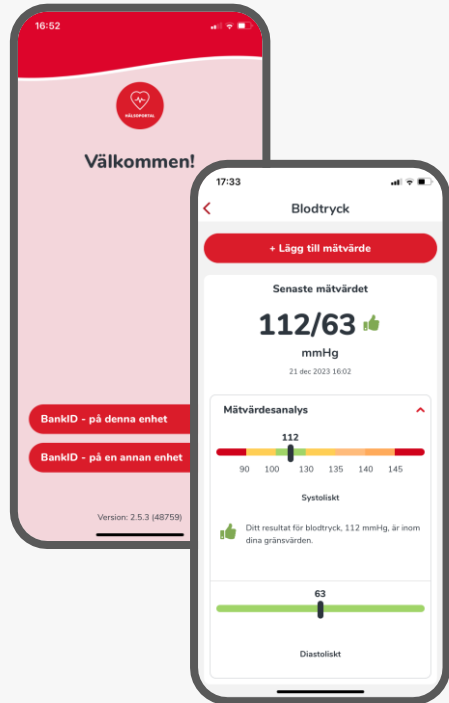 16:52
HÄLSOPORTAL
Välkommen!
BankID - på denna enhet
BankID - på en annan enhet
Version: 2.5.3 (48759)
17:33
Blodtryck
+ Lägg till mätvärde
Senaste mätvärdet
112/63
mmHg
21 dec 2023 16:02
Mätvärdesanalys
112
90 100 130 135 140 145
Systoliskt
Ditt resultat för blodtryck, 112 mmHg, är inom
dina gränsvärden.
63
Diastoliskt